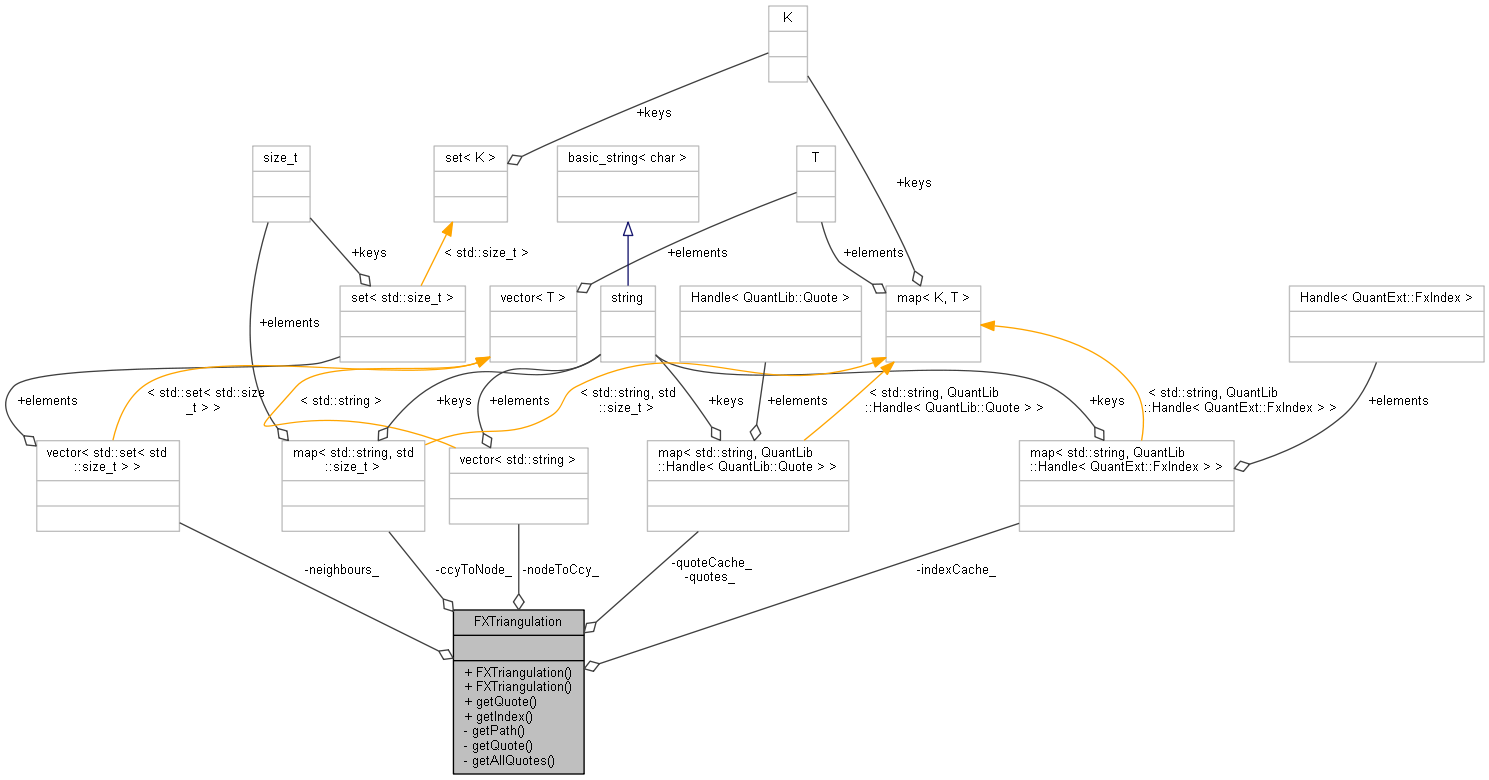 K
+keys
size_t
set< K >
basic_string< char >
T
+keys
+keys
< std::size_t >
+elements
+elements
set< std::size_t >
vector< T >
string
Handle< QuantLib::Quote >
map< K, T >
Handle< QuantExt::FxIndex >
+elements
+elements
< std::set< std::size
_t > >
< std::string >
+keys
+elements
< std::string, std
::size_t >
+keys
+elements
< std::string, QuantLib
::Handle< QuantLib::Quote > >
+keys
< std::string, QuantLib
::Handle< QuantExt::FxIndex > >
+elements
vector< std::set< std
::size_t > >
map< std::string, std
::size_t >
vector< std::string >
map< std::string, QuantLib
::Handle< QuantLib::Quote > >
map< std::string, QuantLib
::Handle< QuantExt::FxIndex > >
-neighbours_
-ccyToNode_
-nodeToCcy_
-quoteCache_
-quotes_
-indexCache_
FXTriangulation
+ FXTriangulation()
+ FXTriangulation()
+ getQuote()
+ getIndex()
- getPath()
- getQuote()
- getAllQuotes()